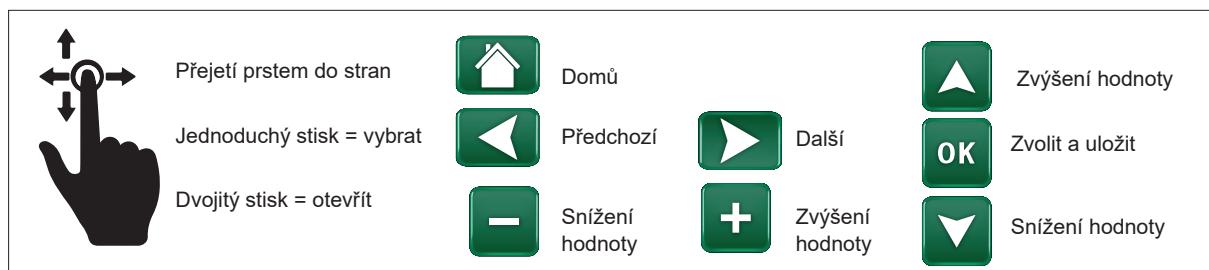 Přejetí prstem do stran
Jednoduchý stisk = vybrat
Dvojitý stisk = otevřít
Domů
Předchozí
Snížení
hodnoty
Další
Zvýšení
hodnoty
Zvýšení hodnoty
OK
Zvolit a uložit
Snížení hodnoty